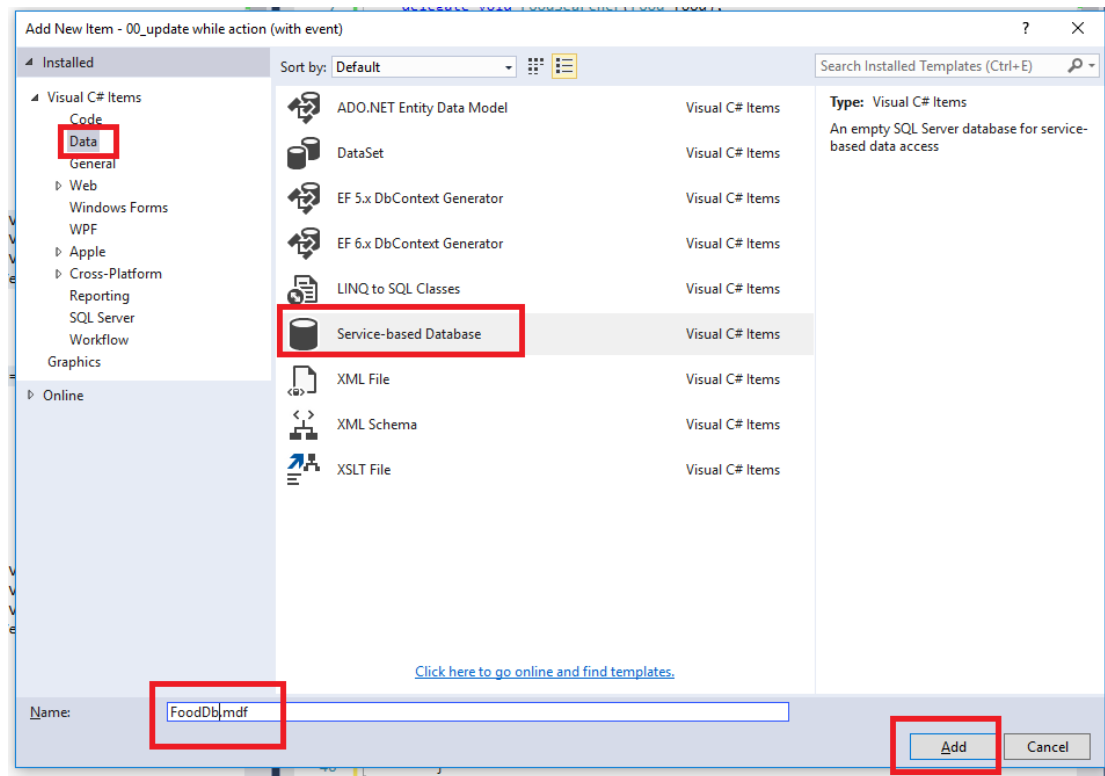 delegate void FoodSearcher(Food food);
Add New Item - 00_update while action (with event)
?
Installed
Sort by: Default
Search Installed Templates (Ctrl+E)
Visual C# Items
Code
Data
General
Web
Windows Forms
WPF
Apple
Cross-Platform
Reporting
SQL Server
Workflow
Graphics
Online
ADO.NET Entity Data Model Visual C# Items
DataSet Visual C# Items
EF 5.x DbContext Generator Visual C# Items
EF 6.x DbContext Generator Visual C# Items
LINQ to SQL Classes Visual C# Items
Service-based Database Visual C# Items
XML File Visual C# Items
XML Schema Visual C# Items
XSLT File Visual C# Items
Type: Visual C# Items
An empty SQL Server database for service-
based data access
Click here to go online and find templates.
Name: FoodDb.mdf
Add Cancel